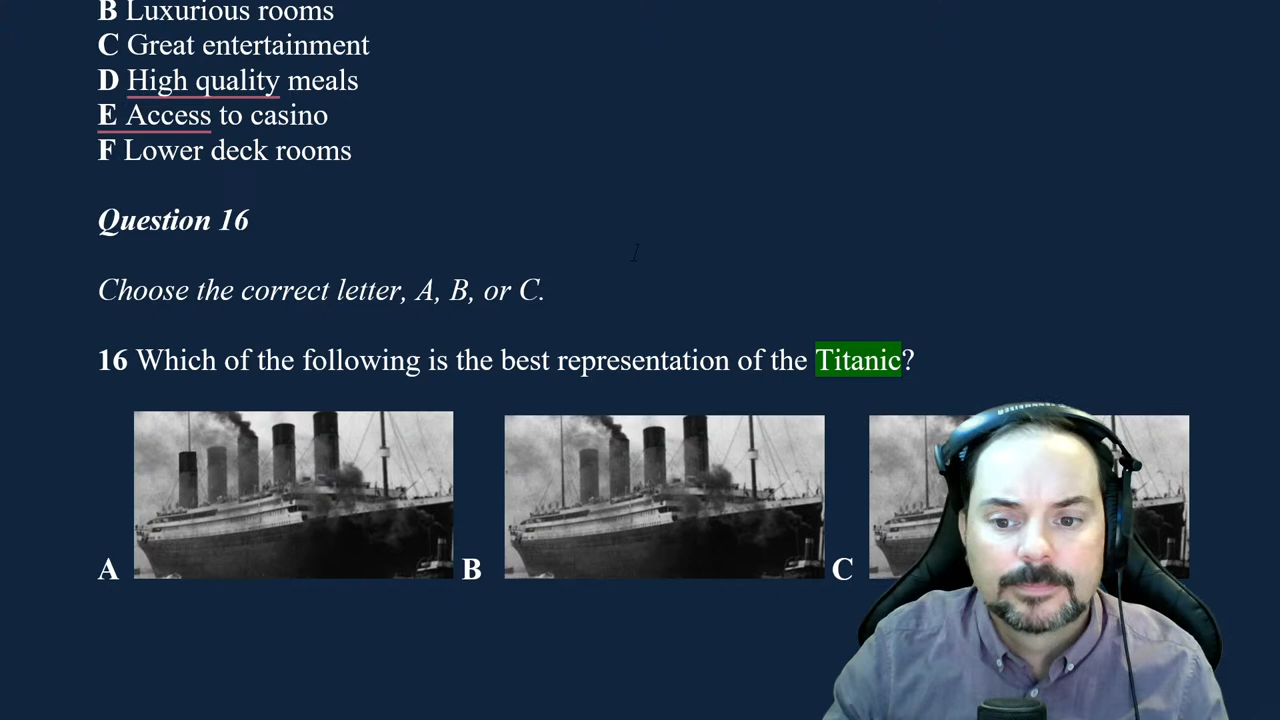 B Luxurious rooms
C Great entertainment
D High quality meals
E Access to casino
F Lower deck rooms
Question 16
Choose the correct letter, A, B, or C.
16 Which of the following is the best representation of the Titanic?
A
B
C
SENNHEISER